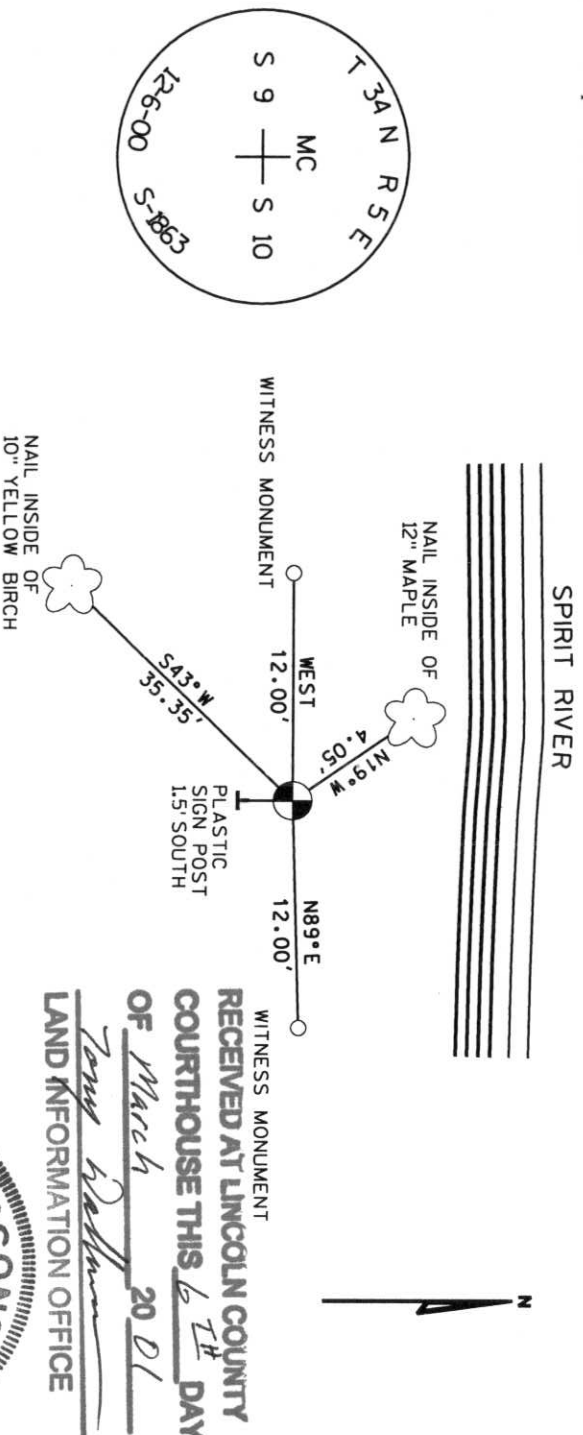 T 34 N R 5 E
MC
S 9 S 10
12-6-00 S-1863
SPIRIT RIVER
NAIL INSIDE OF
12" MAPLE
N19°W
4.05'
WITNESS MONUMENT
WEST
12.00'
N89°E
12.00'
WITNESS MONUMENT
S43°W
35.35'
PLASTIC
SIGN POST
1.5' SOUTH
NAIL INSIDE OF
10" YELLOW BIRCH
N
RECEIVED AT LINCOLN COUNTY
COURTHOUSE THIS 6TH DAY
OF March 2001
Tony
LAND INFORMATION OFFICE